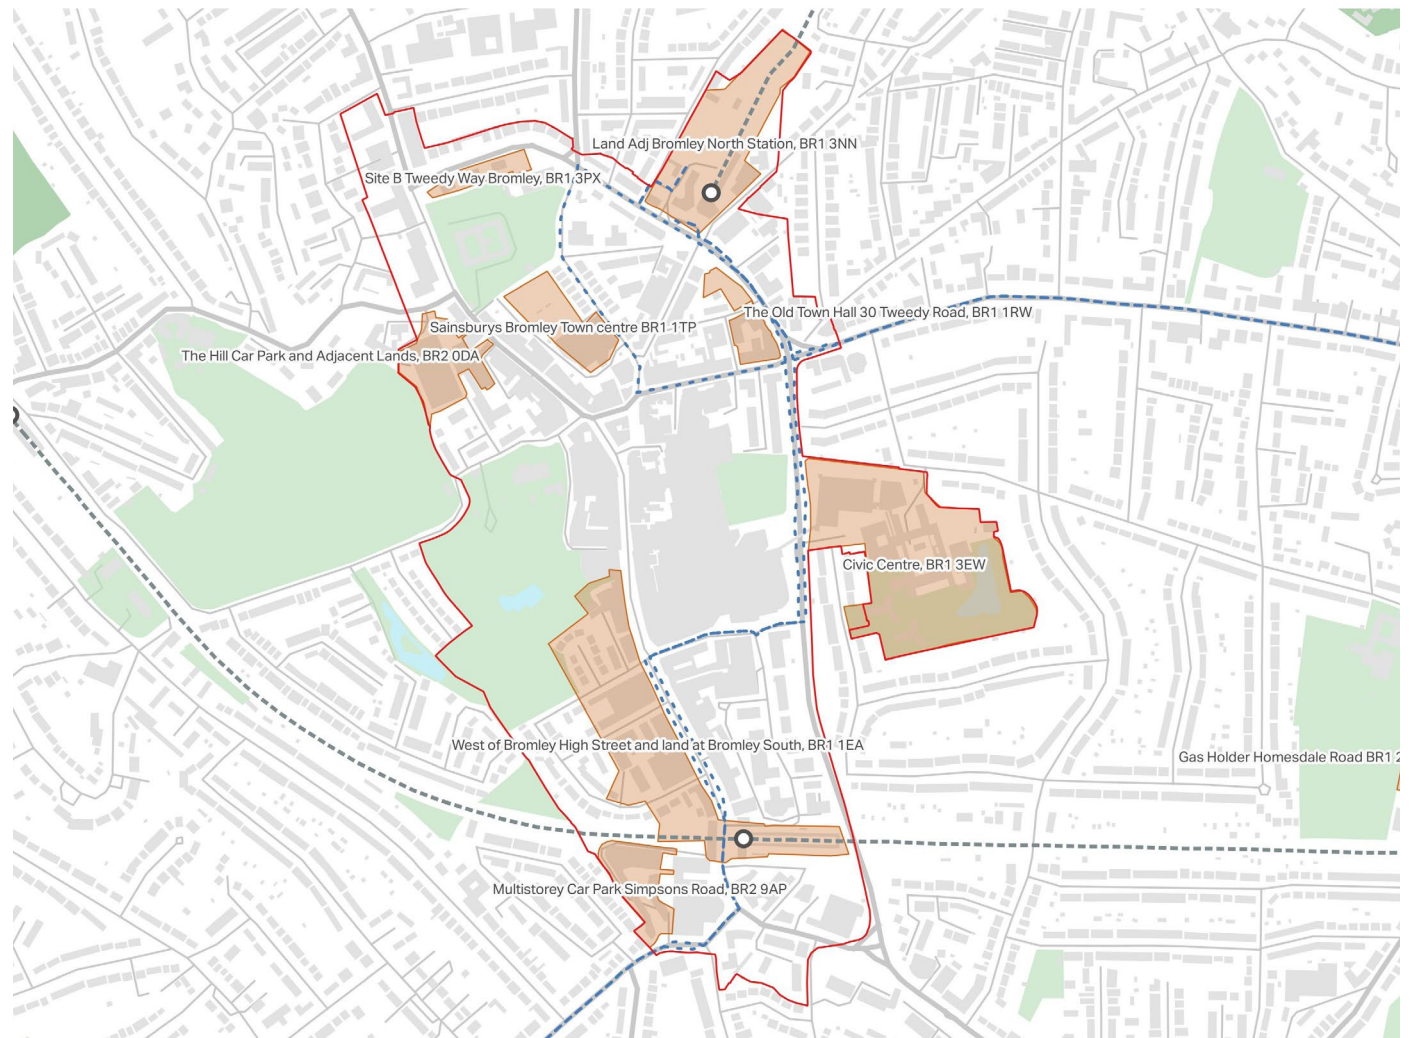 Land Adj Bromley North Station, BR1 3NN
Site B Tweedy Way Bromley, BR1 3PX
The Old Town Hall 30 Tweedy Road, BR1 1RW
Sainsburys Bromley Town centre BR1 1TP
The Hill Car Park and Adjacent Lands, BR2 0DA
Civic Centre, BR1 3EW
West of Bromley High Street and land at Bromley South, BR1 1EA
Gas Holder Homesdale Road BR1 2
Multistorey Car Park Simpsons Road, BR2 9AP